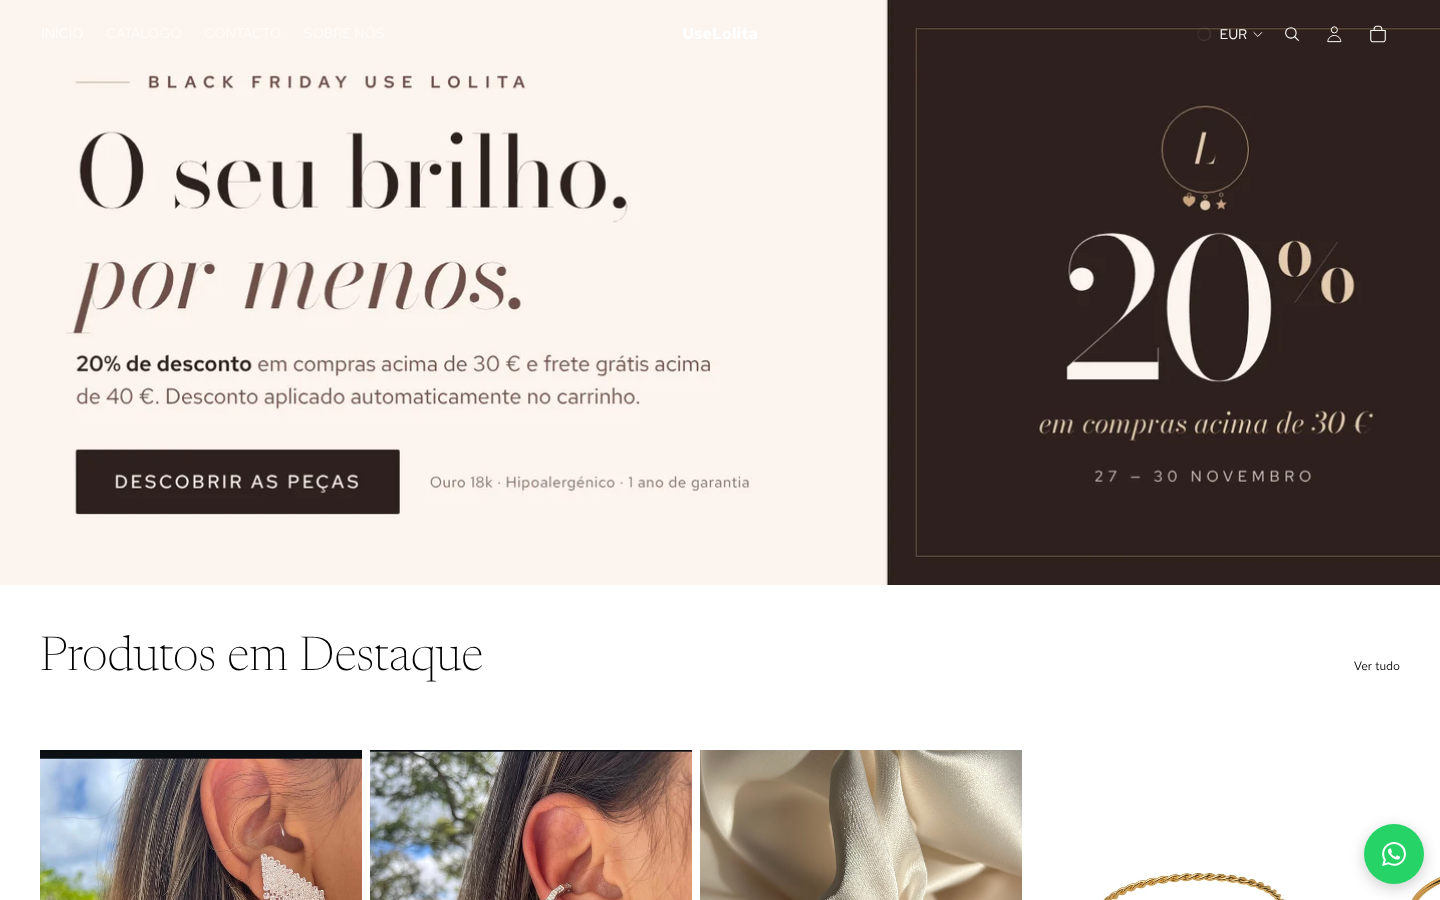 INÍCIO CATÁLOGO CONTACTO SOBRE NÓS
UseLolita
EUR
BLACK FRIDAY USE LOLITA
O seu brilho,
por menos.
20% de desconto em compras acima de 30 € e frete grátis acima
de 40 €. Desconto aplicado automaticamente no carrinho.
DESCOBRIR AS PEÇAS
Ouro 18k · Hipoalergénico · 1 ano de garantia
L
20%
em compras acima de 30 €
27 – 30 NOVEMBRO
Produtos em Destaque
Ver tudo